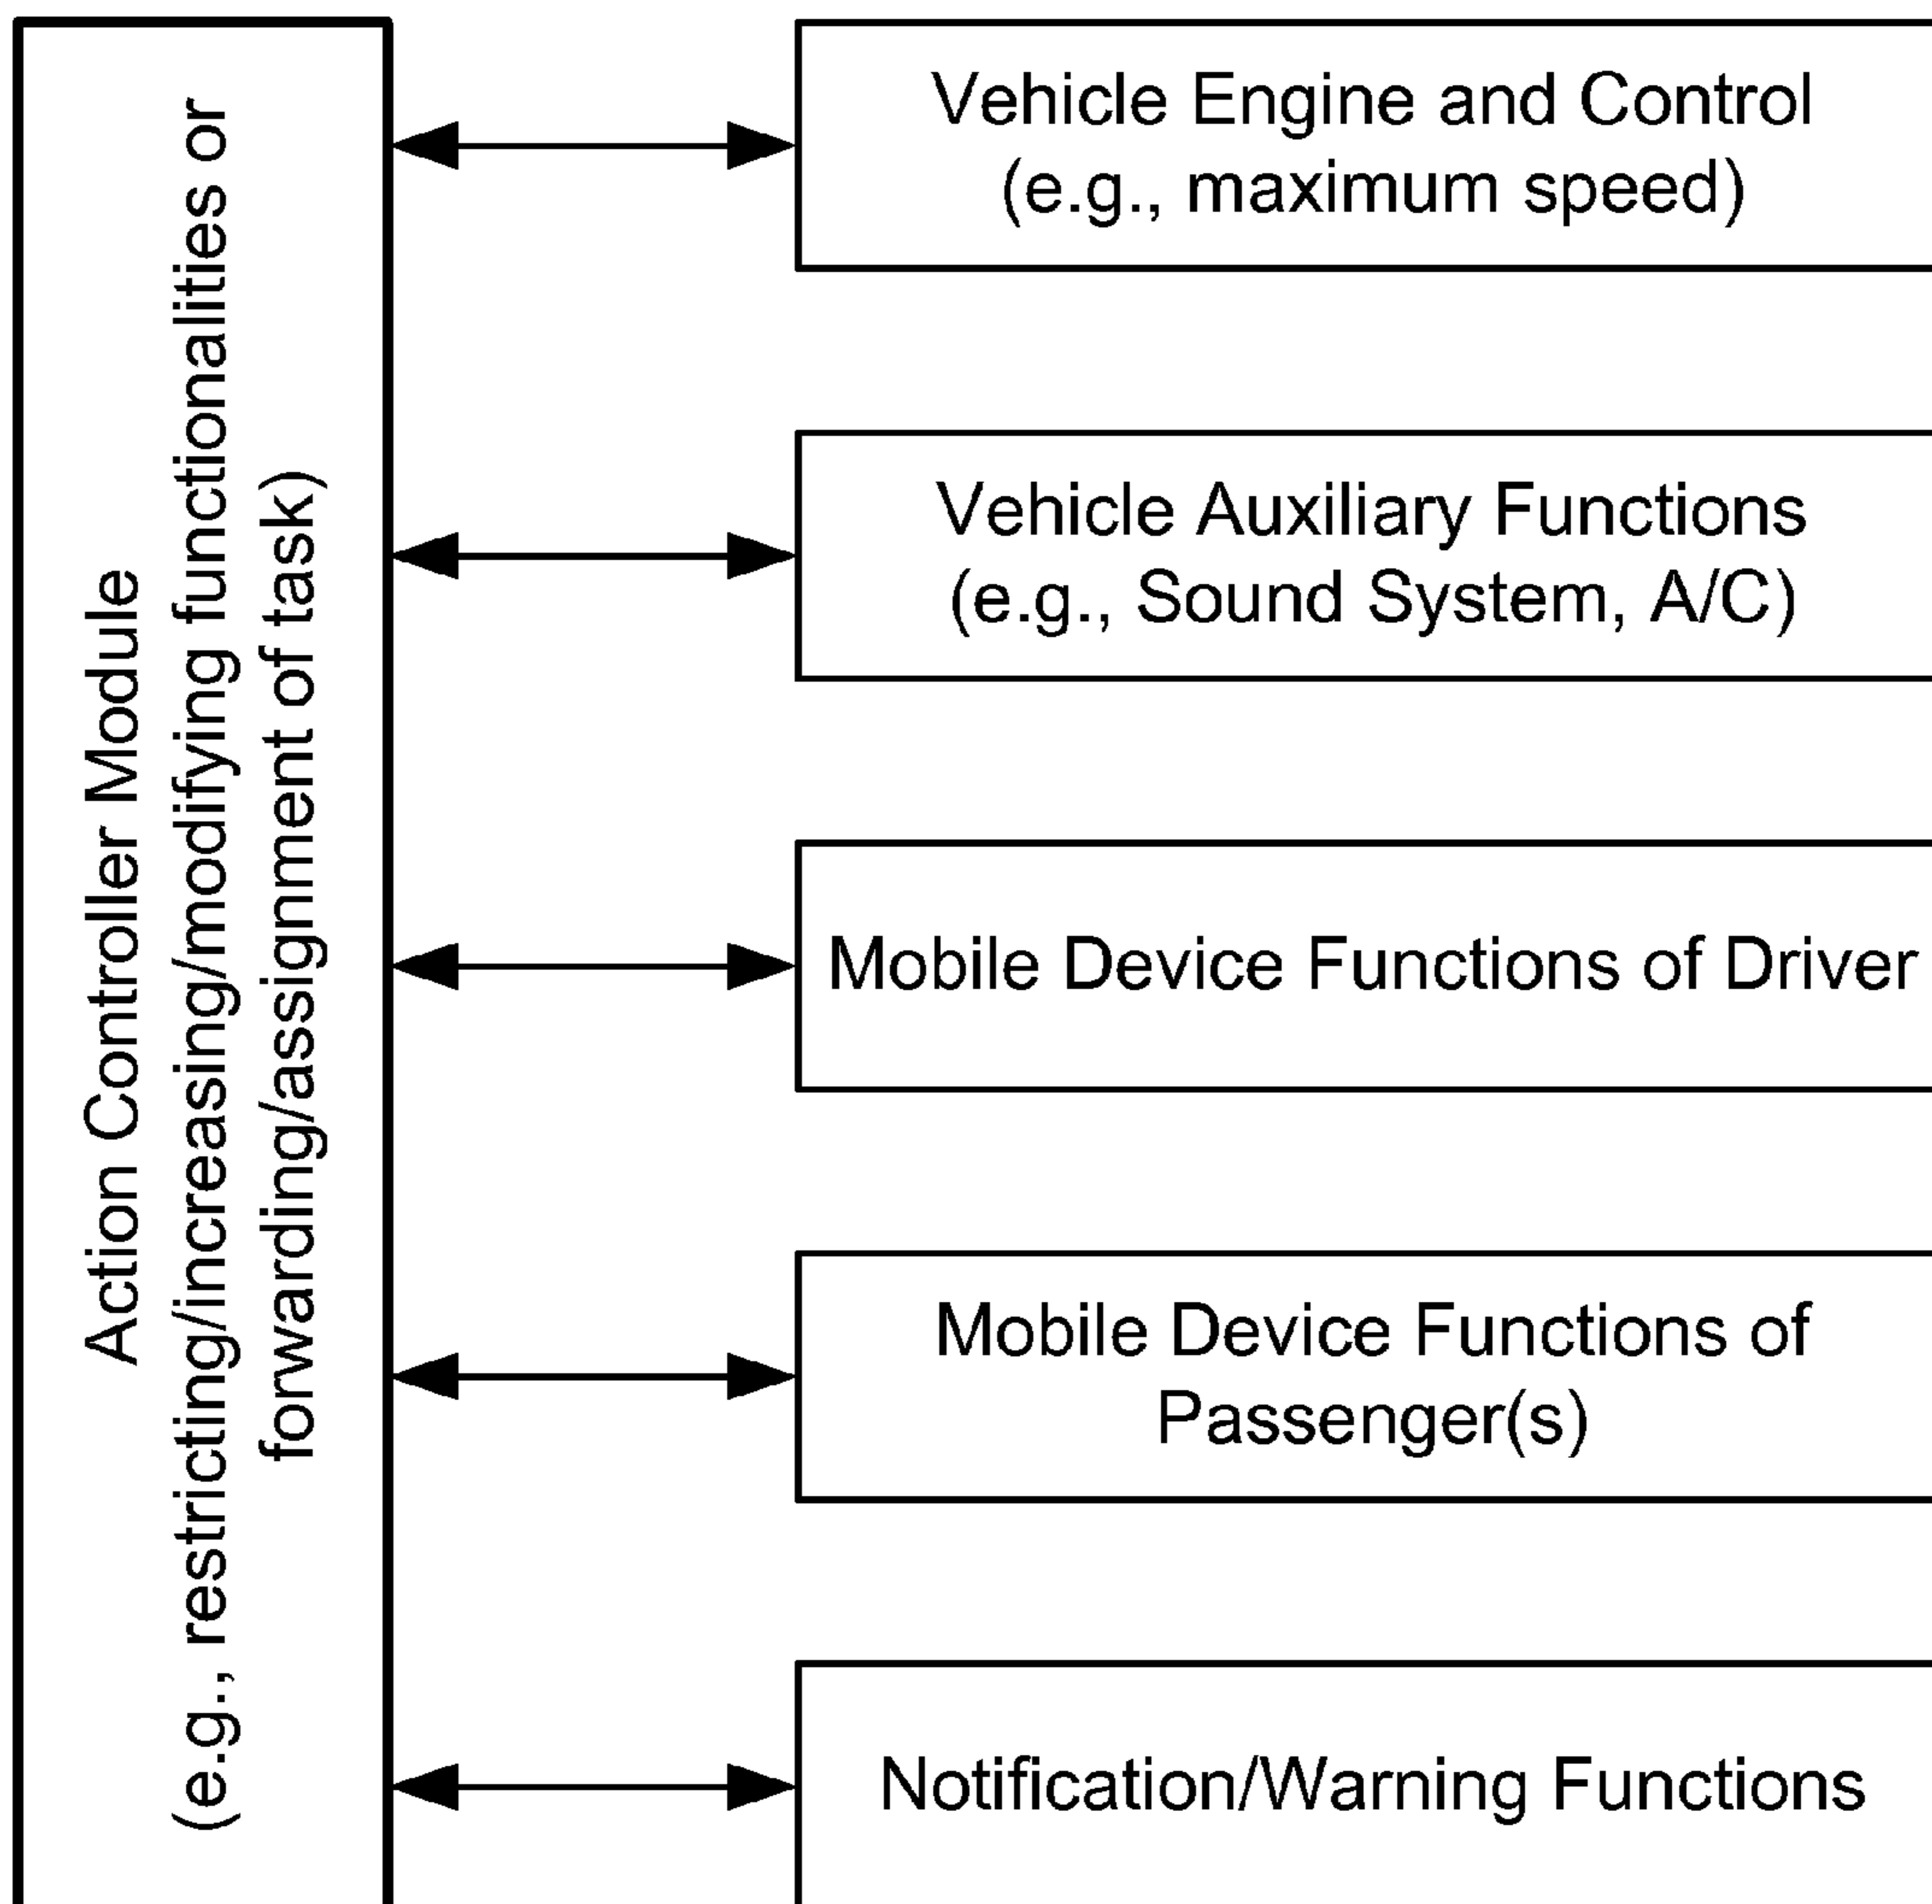 Action Controller Module
(e.g., restricting/increasing/modifying functionalities or
forwarding/assignment of task)
Vehicle Engine and Control
(e.g., maximum speed)
Vehicle Auxiliary Functions
(e.g., Sound System, A/C)
Mobile Device Functions of Driver
Mobile Device Functions of
Passenger(s)
Notification/Warning Functions